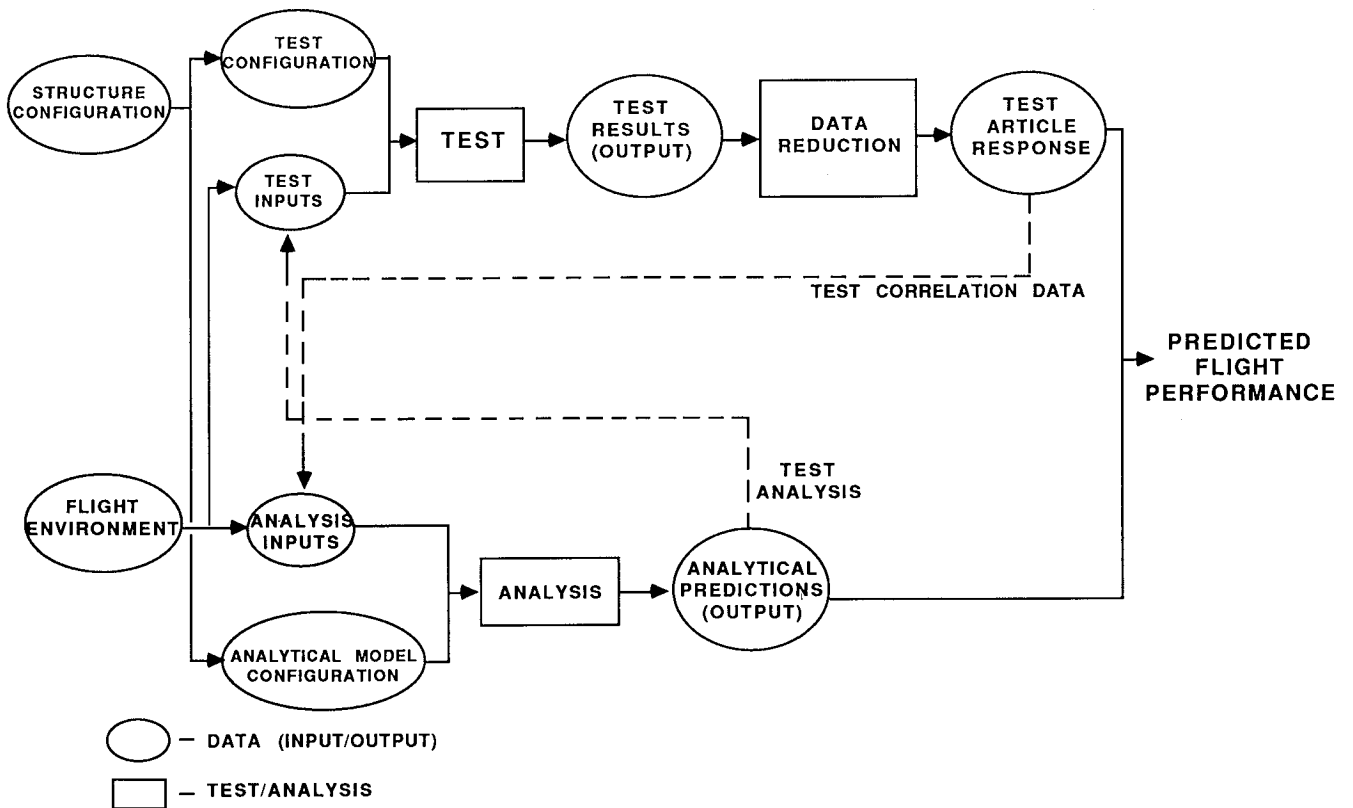 STRUCTURE
CONFIGURATION
TEST
CONFIGURATION
TEST
INPUTS
TEST
TEST
RESULTS
(OUTPUT)
DATA
REDUCTION
TEST
ARTICLE
RESPONSE
TEST CORRELATION DATA
PREDICTED
FLIGHT
PERFORMANCE
TEST
ANALYSIS
FLIGHT
ENVIRONMENT
ANALYSIS
INPUTS
ANALYSIS
ANALYTICAL
PREDICTIONS
(OUTPUT)
ANALYTICAL MODEL
CONFIGURATION
– DATA (INPUT/OUTPUT)
– TEST/ANALYSIS